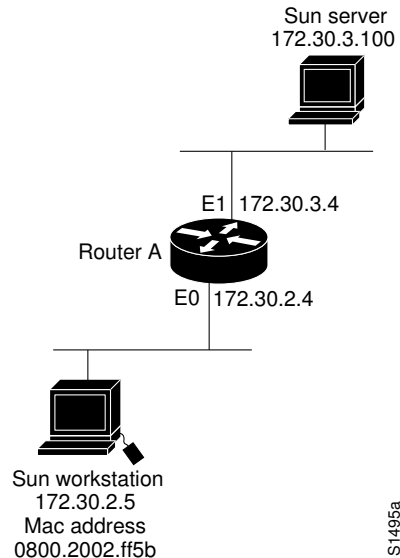 Sun server
172.30.3.100
E1 172.30.3.4
Router A
E0 172.30.2.4
Sun workstation
172.30.2.5
Mac address
0800.2002.ff5b
S1495a